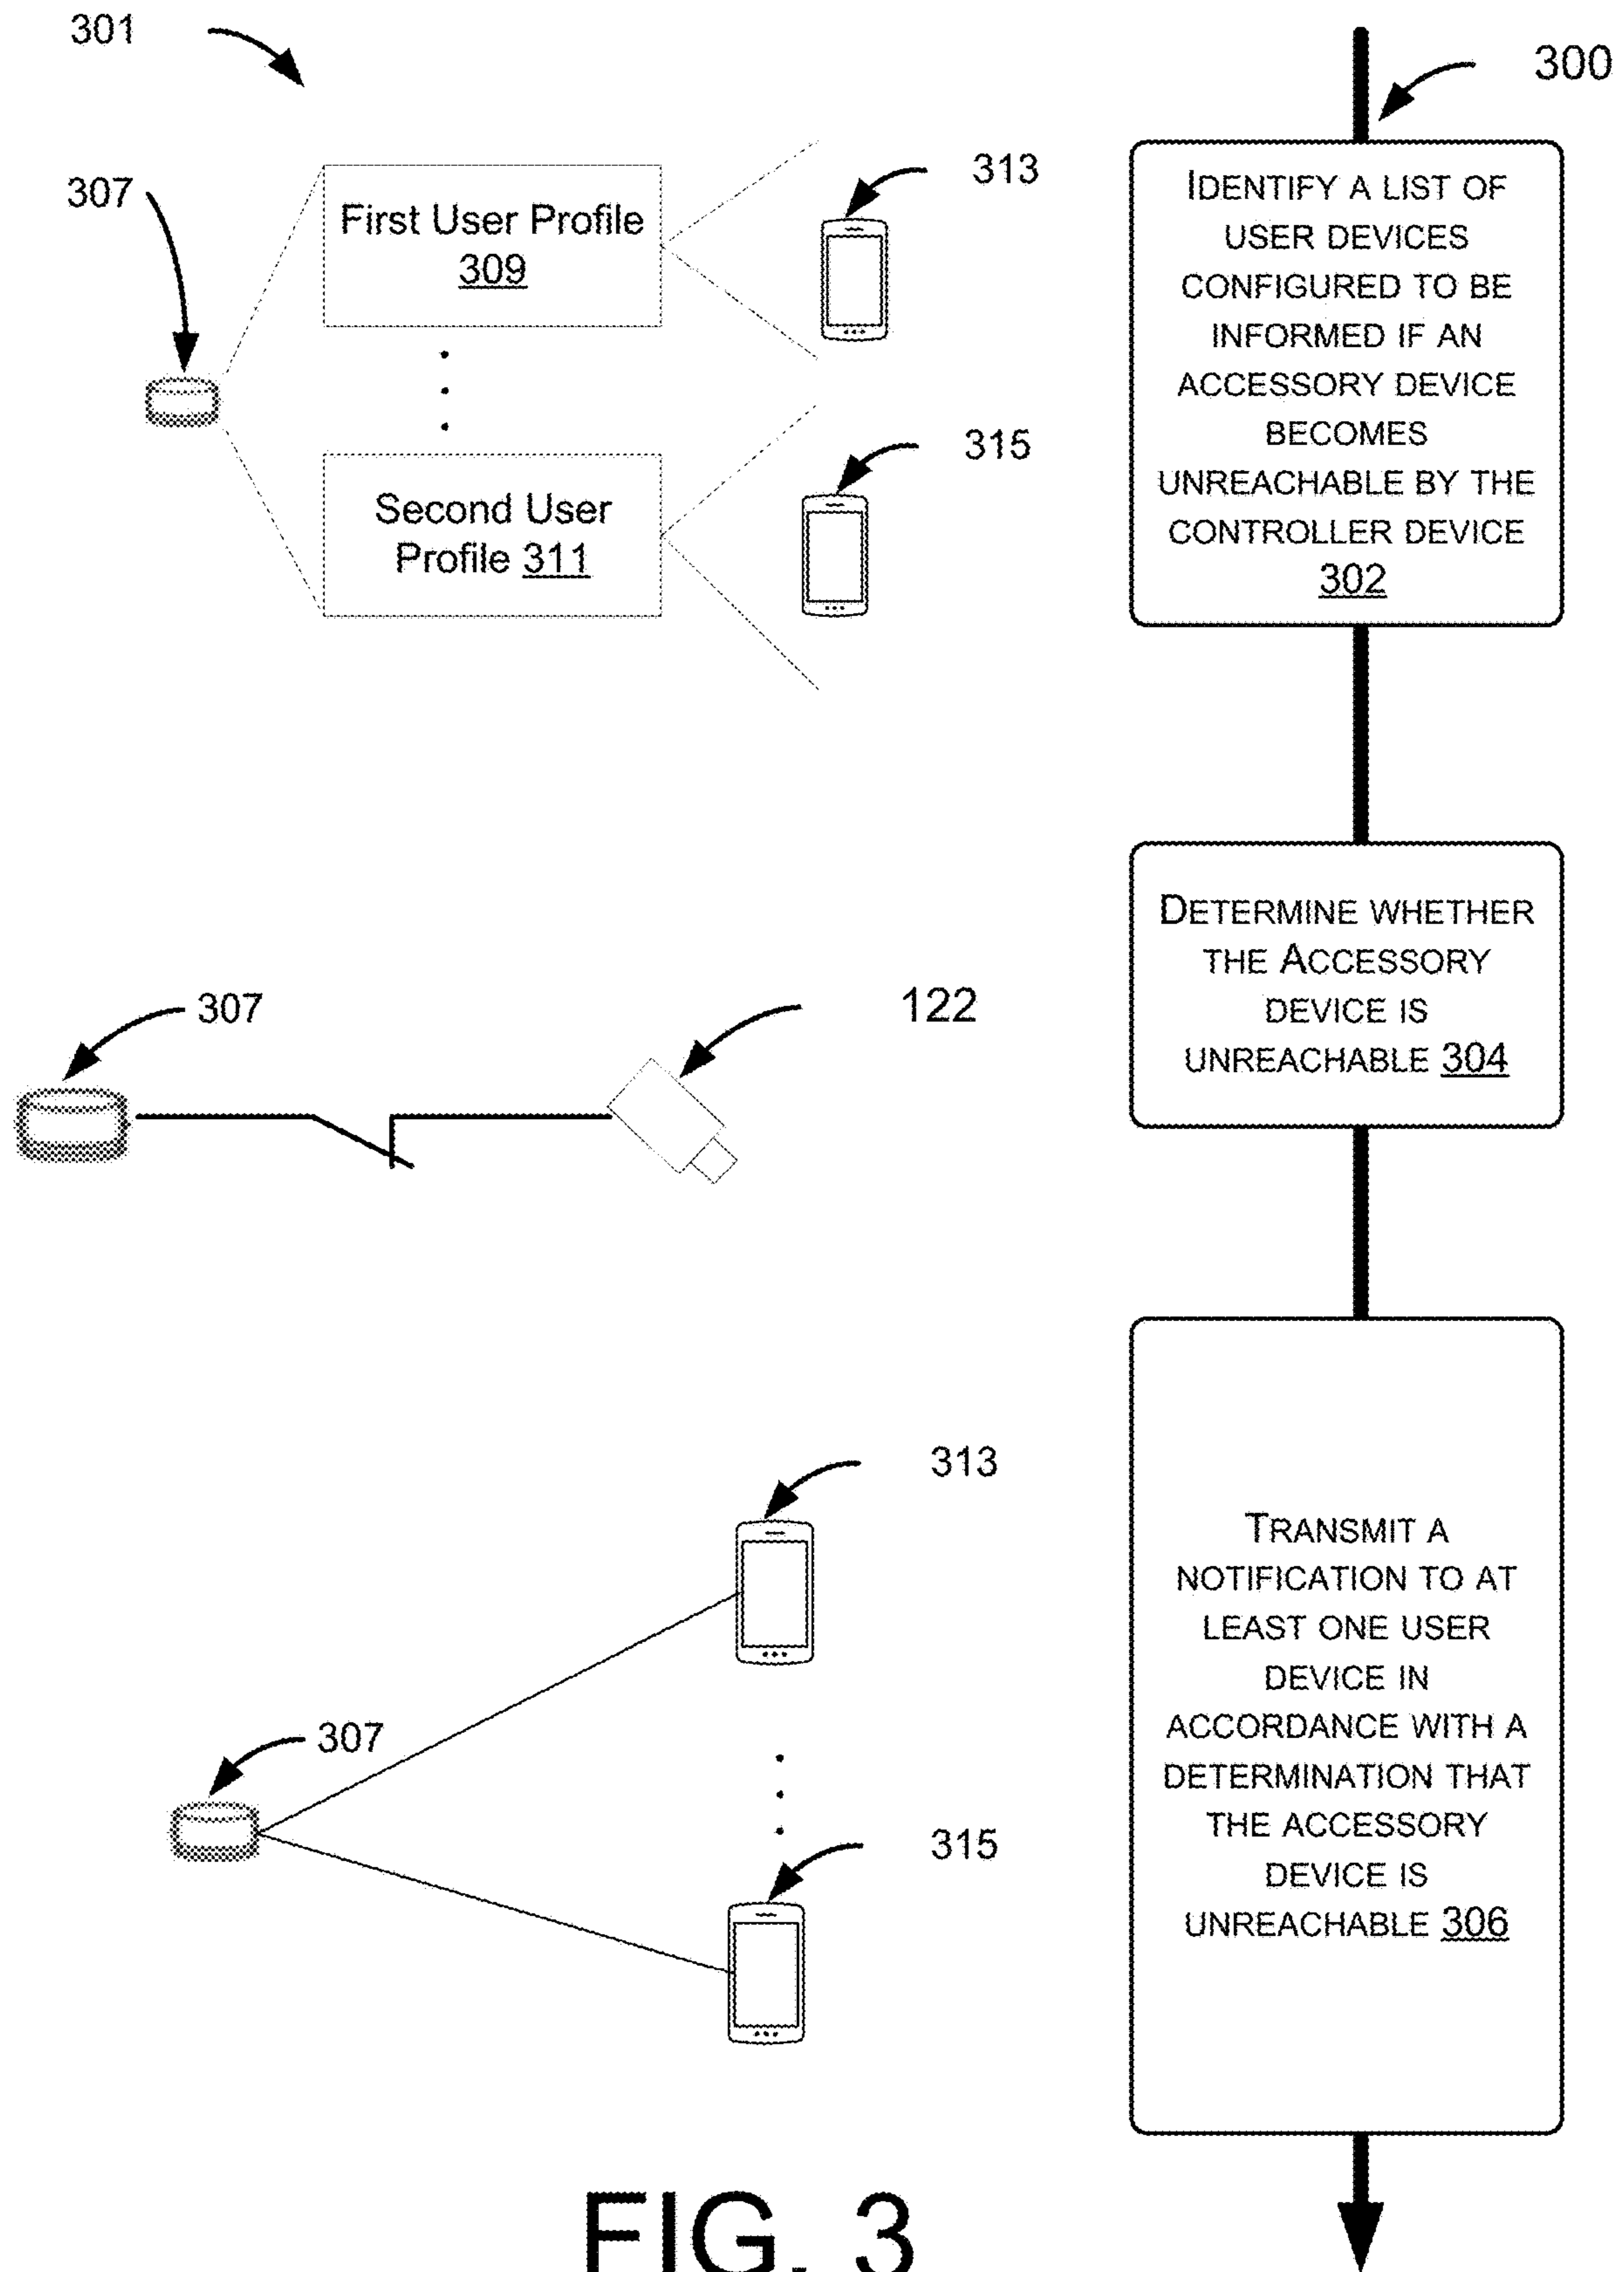 301
300
307
First User Profile
309
313
Second User
Profile 311
315
IDENTIFY A LIST OF
USER DEVICES
CONFIGURED TO BE
INFORMED IF AN
ACCESSORY DEVICE
BECOMES
UNREACHABLE BY THE
CONTROLLER DEVICE
302
307
122
DETERMINE WHETHER
THE ACCESSORY
DEVICE IS
UNREACHABLE 304
313
307
315
TRANSMIT A
NOTIFICATION TO AT
LEAST ONE USER
DEVICE IN
ACCORDANCE WITH A
DETERMINATION THAT
THE ACCESSORY
DEVICE IS
UNREACHABLE 306
FIG. 3